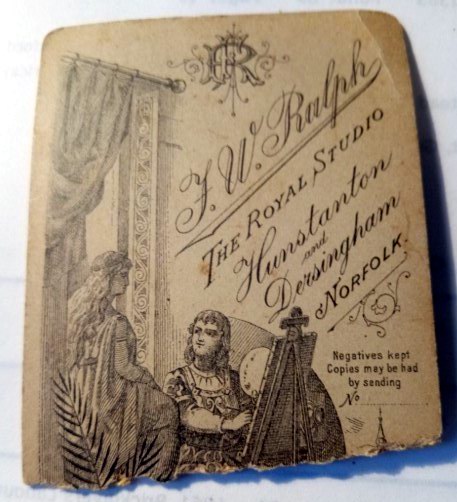 F. W. Ralph
The Royal Studio
Hunstanton
and
Dersingham
Norfolk.
Negatives kept
Copies may be had
by sending
No